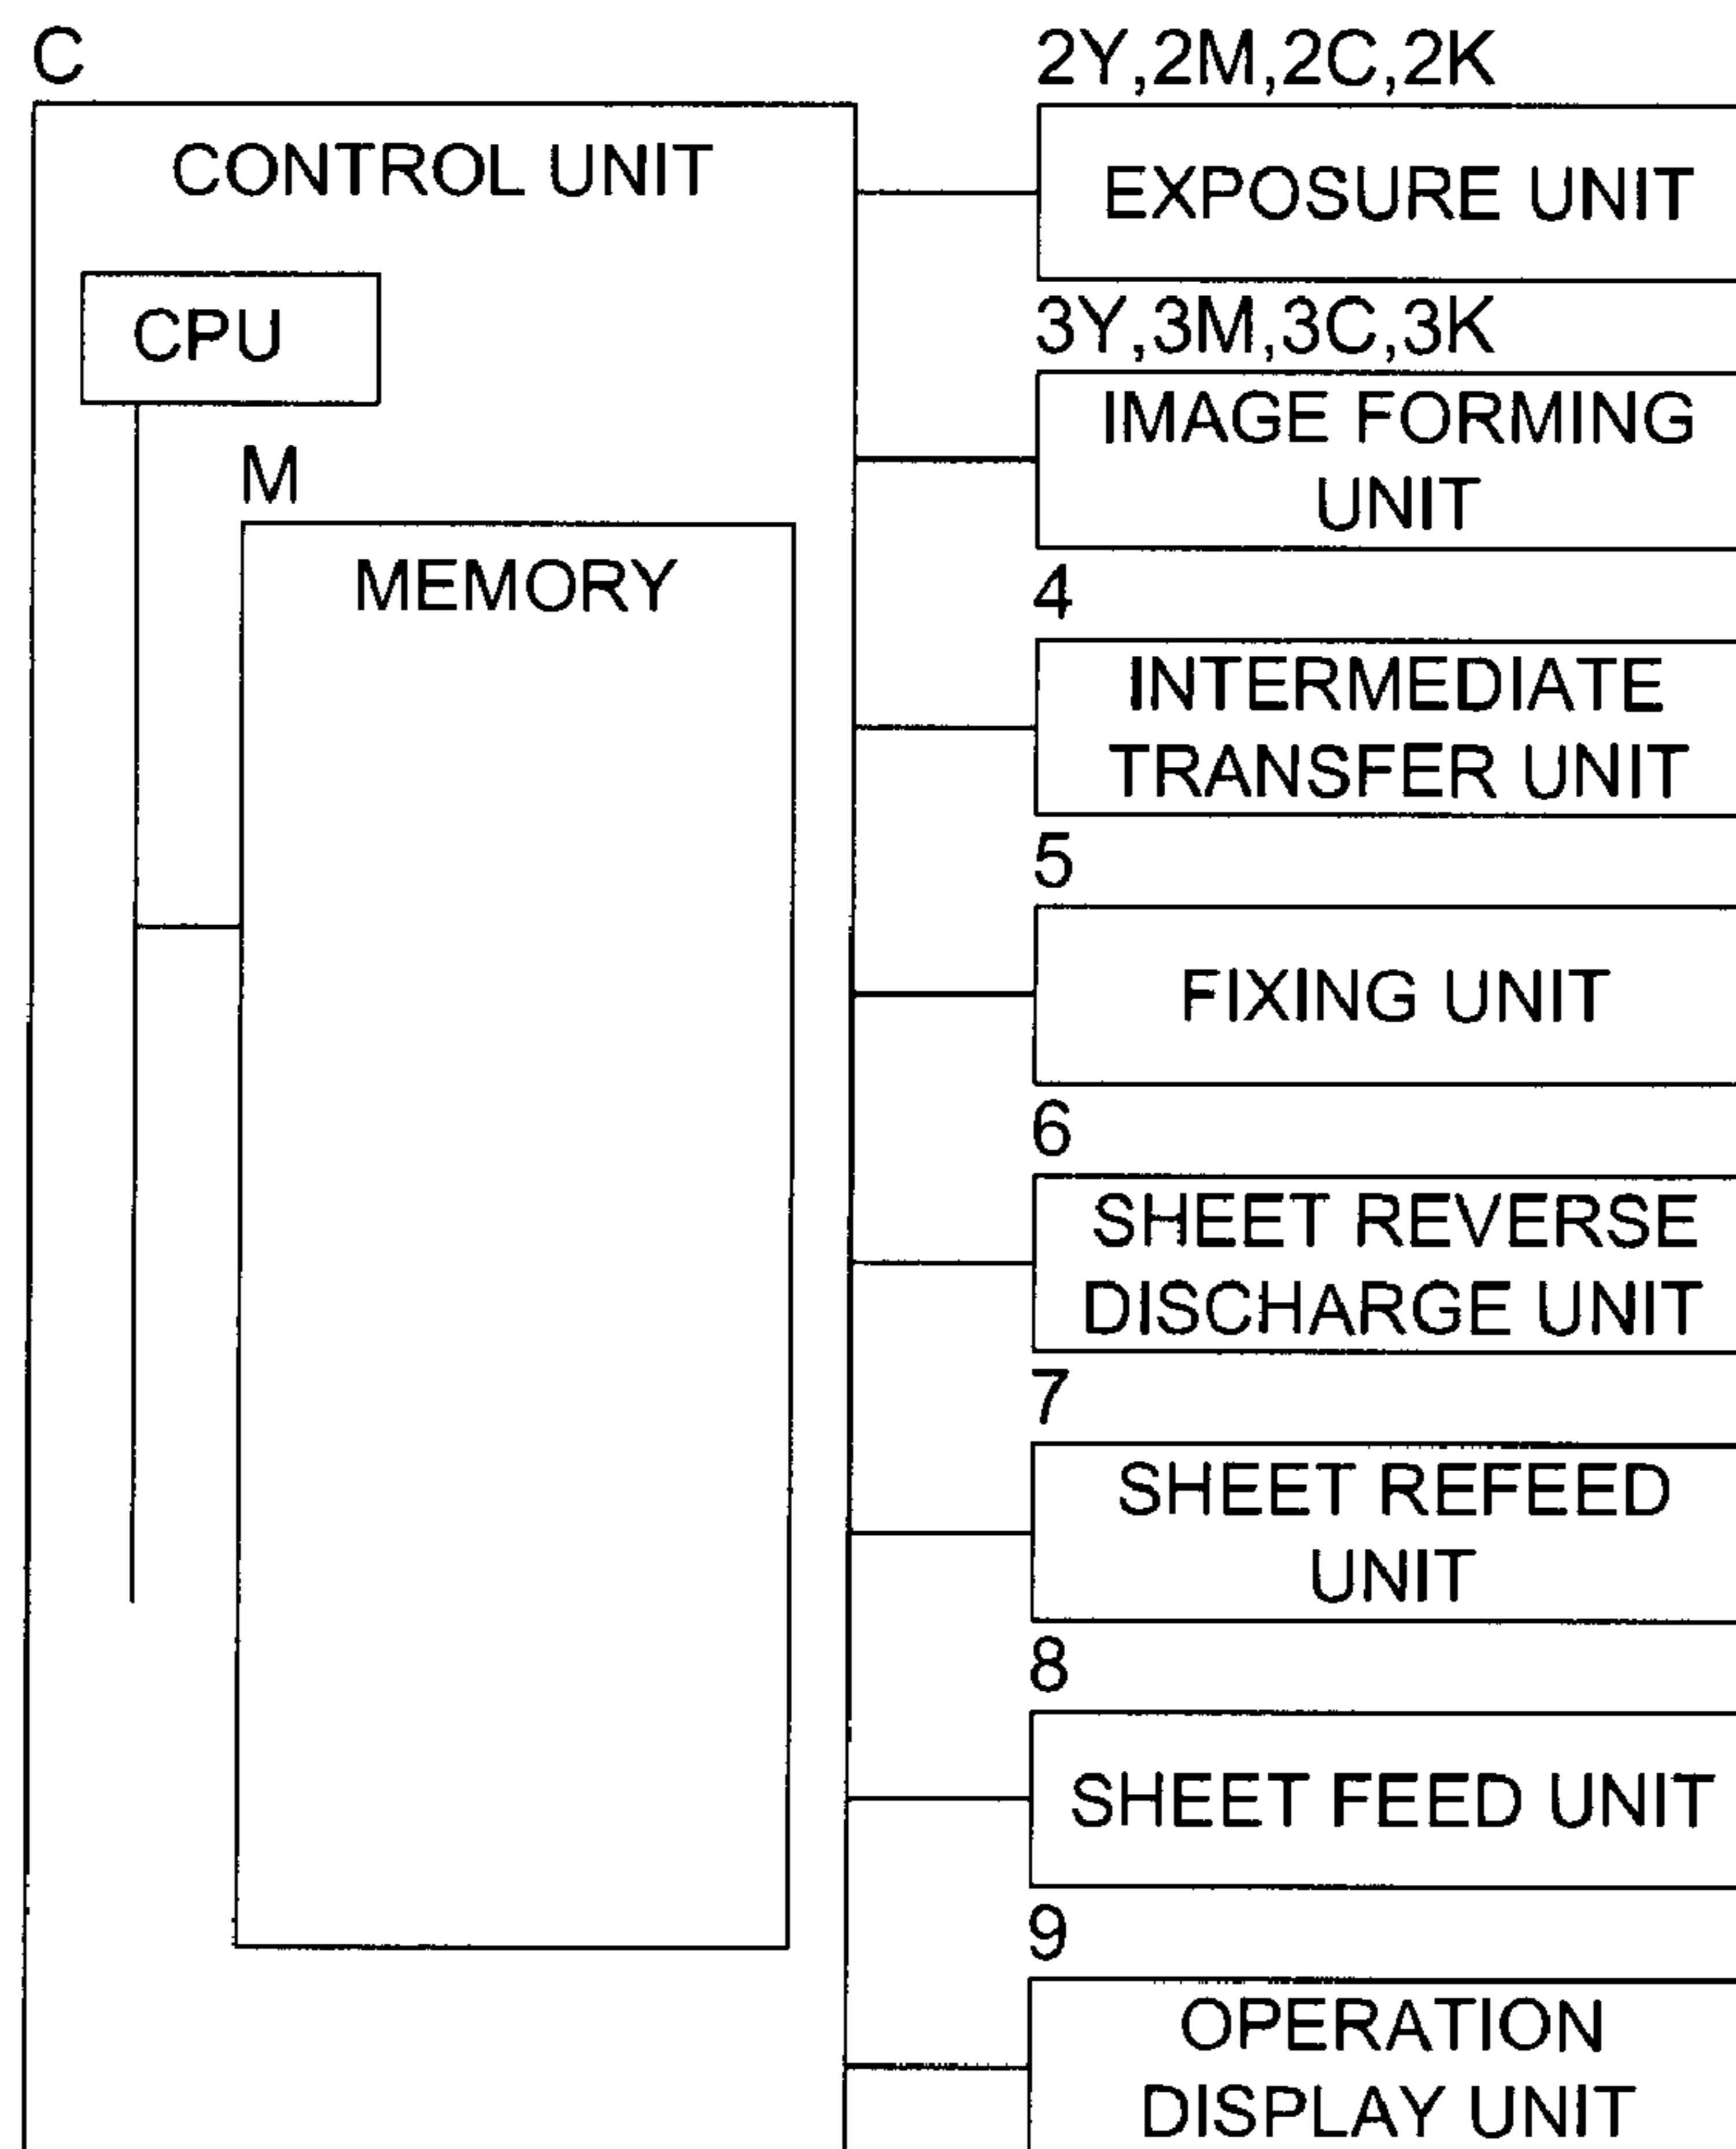 C
CONTROL UNIT
CPU
M
MEMORY
2Y,2M,2C,2K
EXPOSURE UNIT
3Y,3M,3C,3K
IMAGE FORMING
UNIT
4
INTERMEDIATE
TRANSFER UNIT
5
FIXING UNIT
6
SHEET REVERSE
DISCHARGE UNIT
7
SHEET REFEED
UNIT
8
SHEET FEED UNIT
9
OPERATION
DISPLAY UNIT